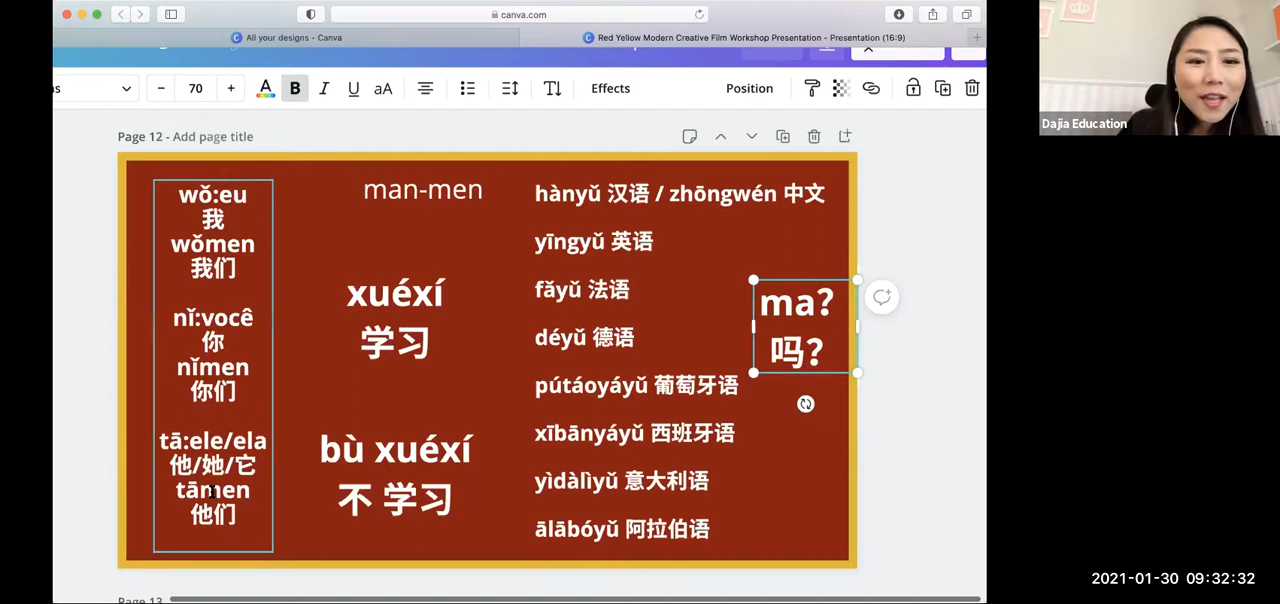 canva.com
All your designs - Canva
Red Yellow Modern Creative Film Workshop Presentation - Presentation (16:9)
s
70
B
I
U
aA
Effects
Position
Page 12 - Add page title
wǒ:eu
我
wǒmen
我们
nǐ:você
你
nǐmen
你们
tā:ele/ela
他/她/它
tāmen
他们
man-men
xuéxí
学习
bù xuéxí
不 学习
hànyǔ 汉语 / zhōngwén 中文
yīngyǔ 英语
fǎyǔ 法语
déyǔ 德语
pútáoyáyǔ 葡萄牙语
xībānyáyǔ 西班牙语
yìdàlìyǔ 意大利语
ālābóyǔ 阿拉伯语
ma?
吗?
Page 13
Dajia Education
2021-01-30 09:32:32